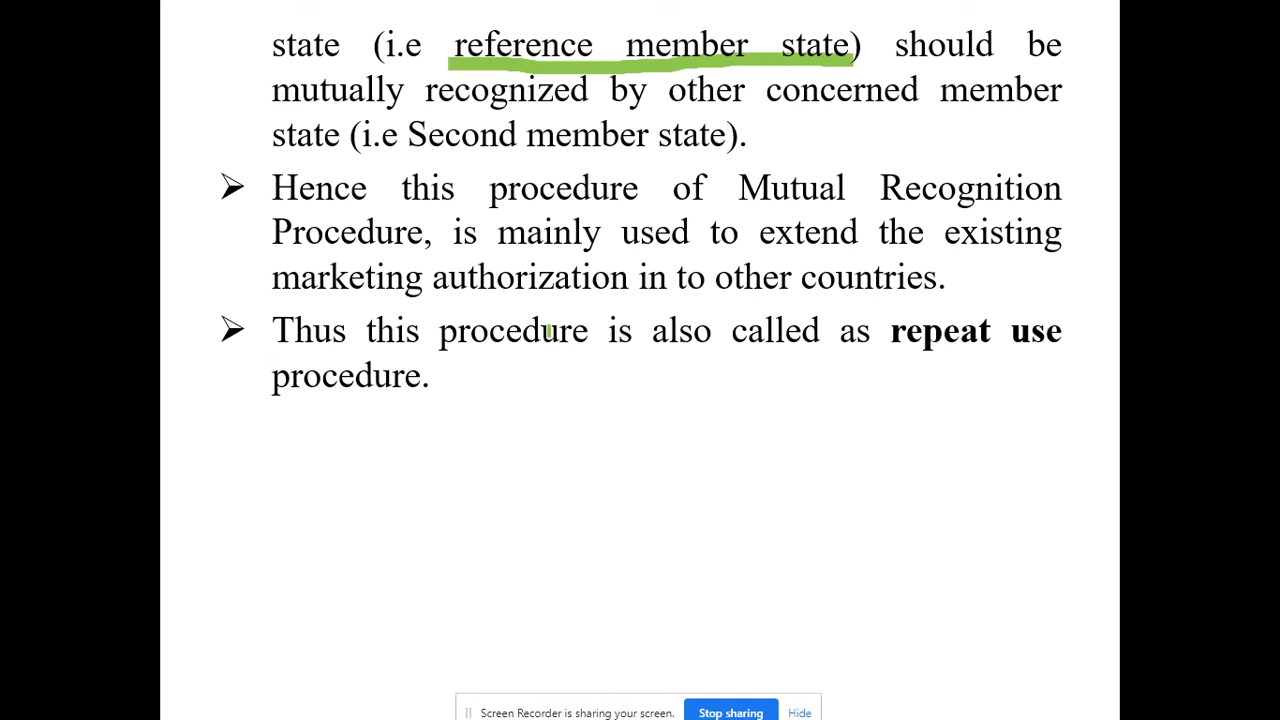 state (i.e reference member state) should be
mutually recognized by other concerned member
state (i.e Second member state).
➤ Hence this procedure of Mutual Recognition
Procedure, is mainly used to extend the existing
marketing authorization in to other countries.
➤ Thus this procedure is also called as repeat use
procedure.
Screen Recorder is sharing your screen. Stop sharing Hide